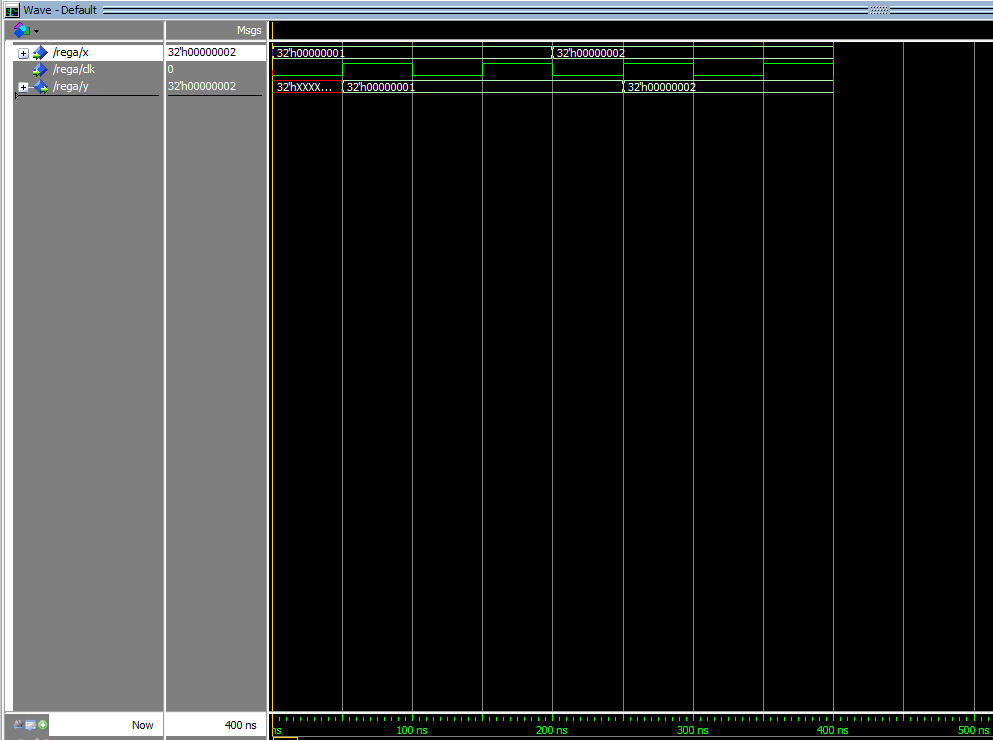 Wave - Default
Msgs
/rega/x 32'h00000002 32'h00000001 32'h00000002
/rega/clk 0
/rega/y 32'h00000002 32'hXXXX... 32'h00000001 32'h00000002
Now 400 ns ns 100 ns 200 ns 300 ns 400 ns 500 ns